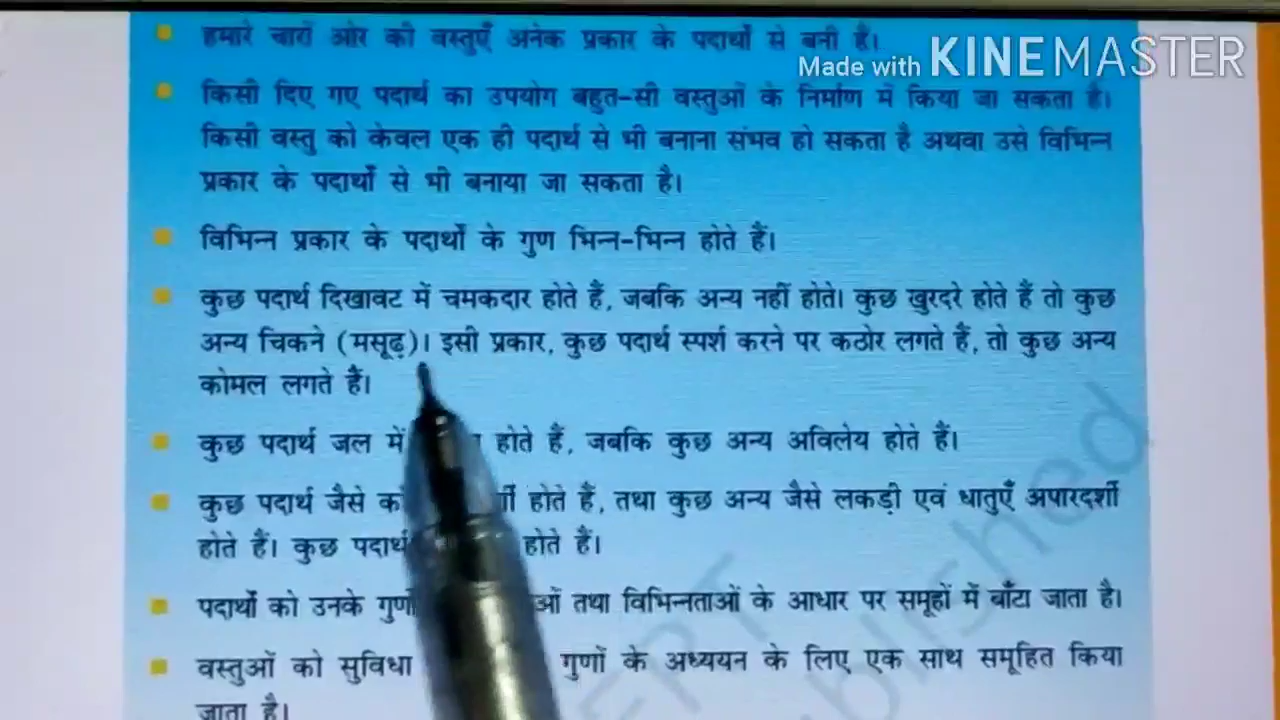 हमारे चारों ओर की वस्तुएँ अनेक प्रकार के पदार्थों से बनी हैं।
Made with KINEMASTER
किसी दिए गए पदार्थ का उपयोग बहुत-सी वस्तुओं के निर्माण में किया जा सकता है।
किसी वस्तु को केवल एक ही पदार्थ से भी बनाना संभव हो सकता है अथवा उसे विभिन्न
प्रकार के पदार्थों से भी बनाया जा सकता है।
विभिन्न प्रकार के पदार्थों के गुण भिन्न-भिन्न होते हैं।
कुछ पदार्थ दिखावट में चमकदार होते हैं, जबकि अन्य नहीं होते। कुछ खुरदरे होते हैं तो कुछ
अन्य चिकने (मसृढ़)। इसी प्रकार, कुछ पदार्थ स्पर्श करने पर कठोर लगते हैं, तो कुछ अन्य
कोमल लगते हैं।
कुछ पदार्थ जल में होते हैं, जबकि कुछ अन्य अविलेय होते हैं।
कुछ पदार्थ जैसे होते हैं, तथा कुछ अन्य जैसे लकड़ी एवं धातुएँ अपारदर्शी
होते हैं। कुछ पदार्थ होते हैं।
पदार्थों को उनके तथा विभिन्नताओं के आधार पर समूहों में बाँटा जाता है।
वस्तुओं को सुविधा गुणों के अध्ययन के लिए एक साथ समूहित किया
जाता है।